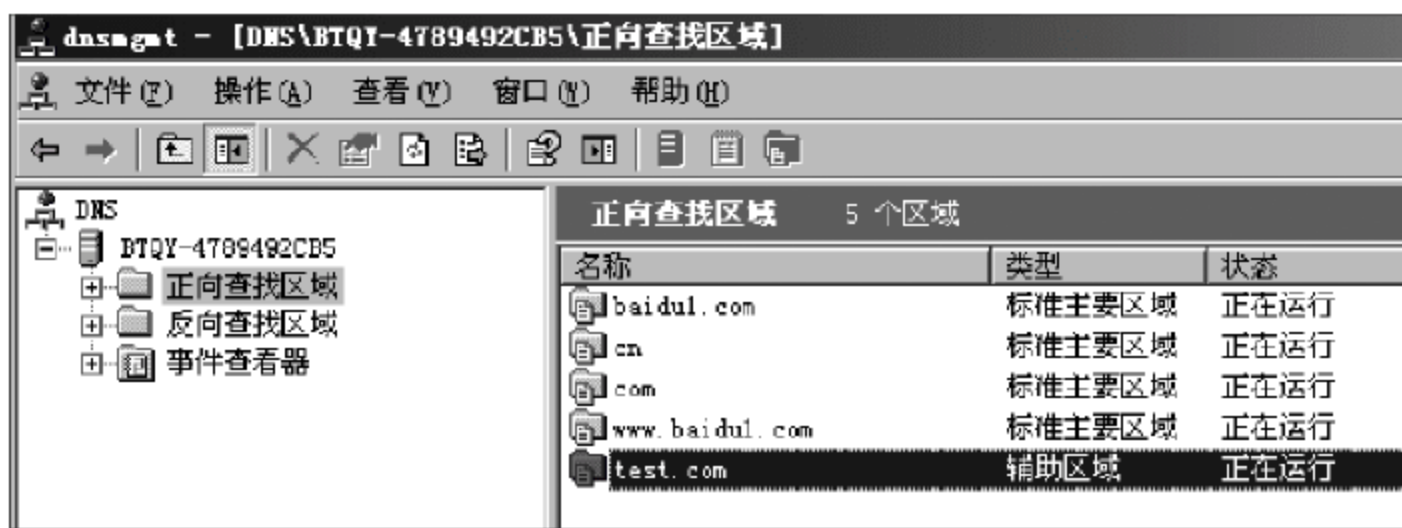 dnsmgmt - [DNS\BTQY-4789492CB5\正向查找区域]
文件(F) 操作(A) 查看(V) 窗口(W) 帮助(H)
DNS
BTQY-4789492CB5
正向查找区域
反向查找区域
事件查看器
正向查找区域 5 个区域
名称 类型 状态
baidu1.com 标准主要区域 正在运行
cn 标准主要区域 正在运行
com 标准主要区域 正在运行
www.baidu1.com 标准主要区域 正在运行
test.com 辅助区域 正在运行